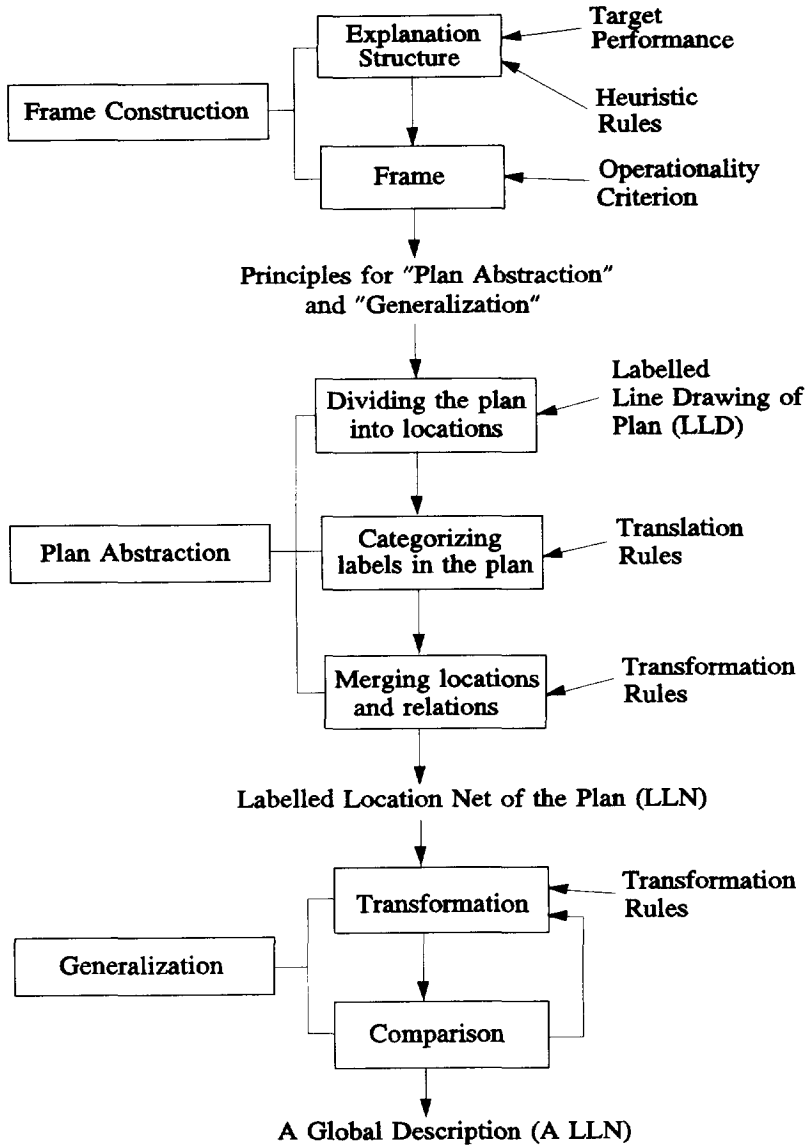 Explanation
Structure
Target
Performance
Heuristic
Rules
Frame Construction
Frame
Operationality
Criterion
Principles for "Plan Abstraction"
and "Generalization"
Dividing the plan
into locations
Labelled
Line Drawing of
Plan (LLD)
Plan Abstraction
Categorizing
labels in the plan
Translation
Rules
Merging locations
and relations
Transformation
Rules
Labelled Location Net of the Plan (LLN)
Transformation
Transformation
Rules
Generalization
Comparison
A Global Description (A LLN)